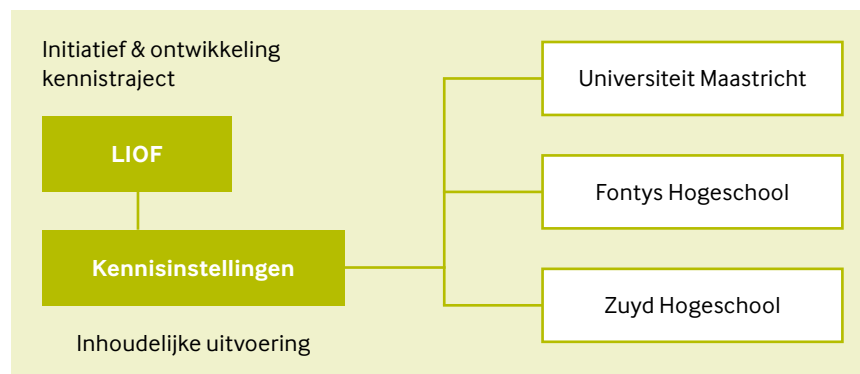 Initiatief & ontwikkeling
kennistraject
LIOF
Kennisinstellingen
Inhoudelijke uitvoering
Universiteit Maastricht
Fontys Hogeschool
Zuyd Hogeschool